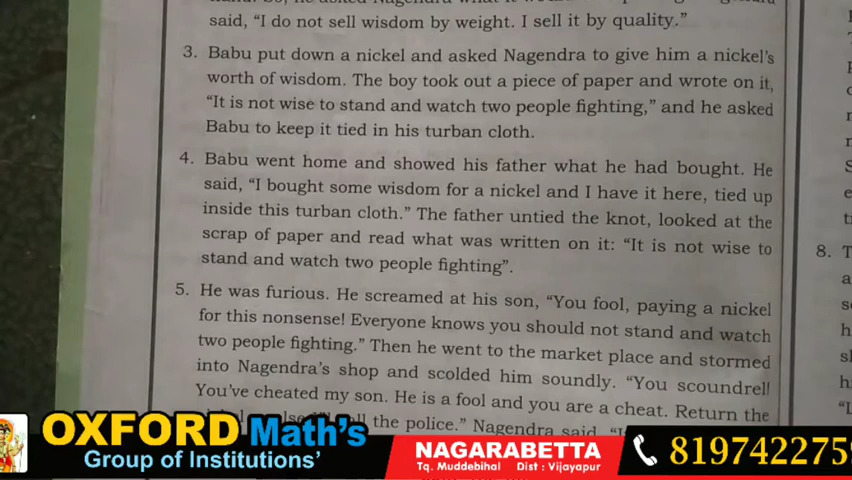 said, “I do not sell wisdom by weight. I sell it by quality.”
3. Babu put down a nickel and asked Nagendra to give him a nickel’s
worth of wisdom. The boy took out a piece of paper and wrote on it,
“It is not wise to stand and watch two people fighting,” and he asked
Babu to keep it tied in his turban cloth.
4. Babu went home and showed his father what he had bought. He
said, “I bought some wisdom for a nickel and I have it here, tied up
inside this turban cloth.” The father untied the knot, looked at the
scrap of paper and read what was written on it: “It is not wise to
stand and watch two people fighting”.
5. He was furious. He screamed at his son, “You fool, paying a nickel
for this nonsense! Everyone knows you should not stand and watch
two people fighting.” Then he went to the market place and stormed
into Nagendra’s shop and scolded him soundly. “You scoundrel!
You’ve cheated my son. He is a fool and you are a cheat. Return the
the police.” Nagendra said,
8.
OXFORD Math’s
Group of Institutions’
NAGARABETTA
Tq. Muddebihal Dist : Vijayapur
819742275